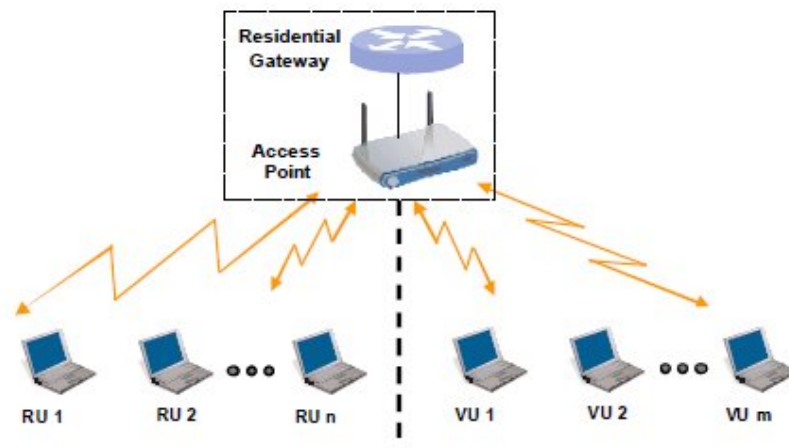 Residential
Gateway
Access
Point
RU 1
RU 2
RU n
VU 1
VU 2
VU m